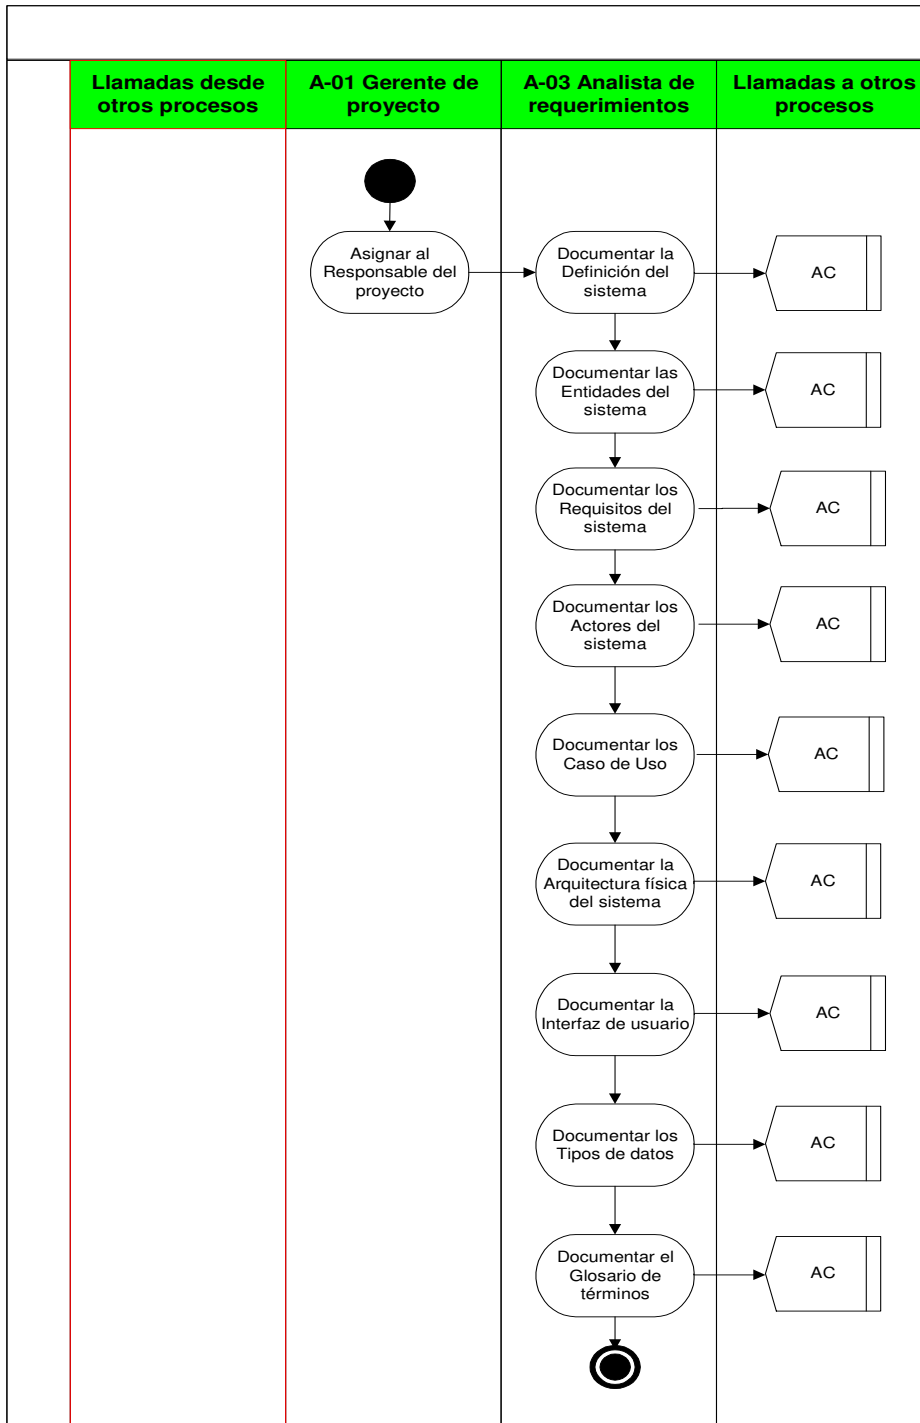 Llamadas desde
otros procesos
A-01 Gerente de
proyecto
A-03 Analista de
requerimientos
Llamadas a otros
procesos
Asignar al
Responsable del
proyecto
Documentar la
Definición del
sistema
AC
Documentar las
Entidades del
sistema
AC
Documentar los
Requisitos del
sistema
AC
Documentar los
Actores del
sistema
AC
Documentar los
Caso de Uso
AC
Documentar la
Arquitectura física
del sistema
AC
Documentar la
Interfaz de usuario
AC
Documentar los
Tipos de datos
AC
Documentar el
Glosario de
términos
AC